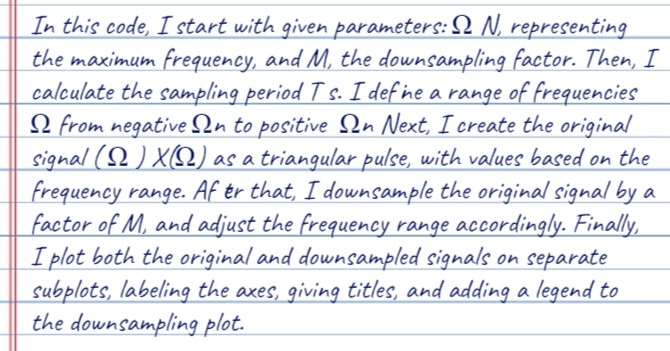 In this code, I start with given parameters: Ω N, representing
the maximum frequency, and M, the downsampling factor. Then, I
calculate the sampling period T s. I define a range of frequencies
Ω from negative Ωn to positive Ωn Next, I create the original
signal (Ω ) X(Ω) as a triangular pulse, with values based on the
frequency range. Af ter that, I downsample the original signal by a
factor of M, and adjust the frequency range accordingly. Finally,
I plot both the original and downsampled signals on separate
subplots, labeling the axes, giving titles, and adding a legend to
the downsampling plot.